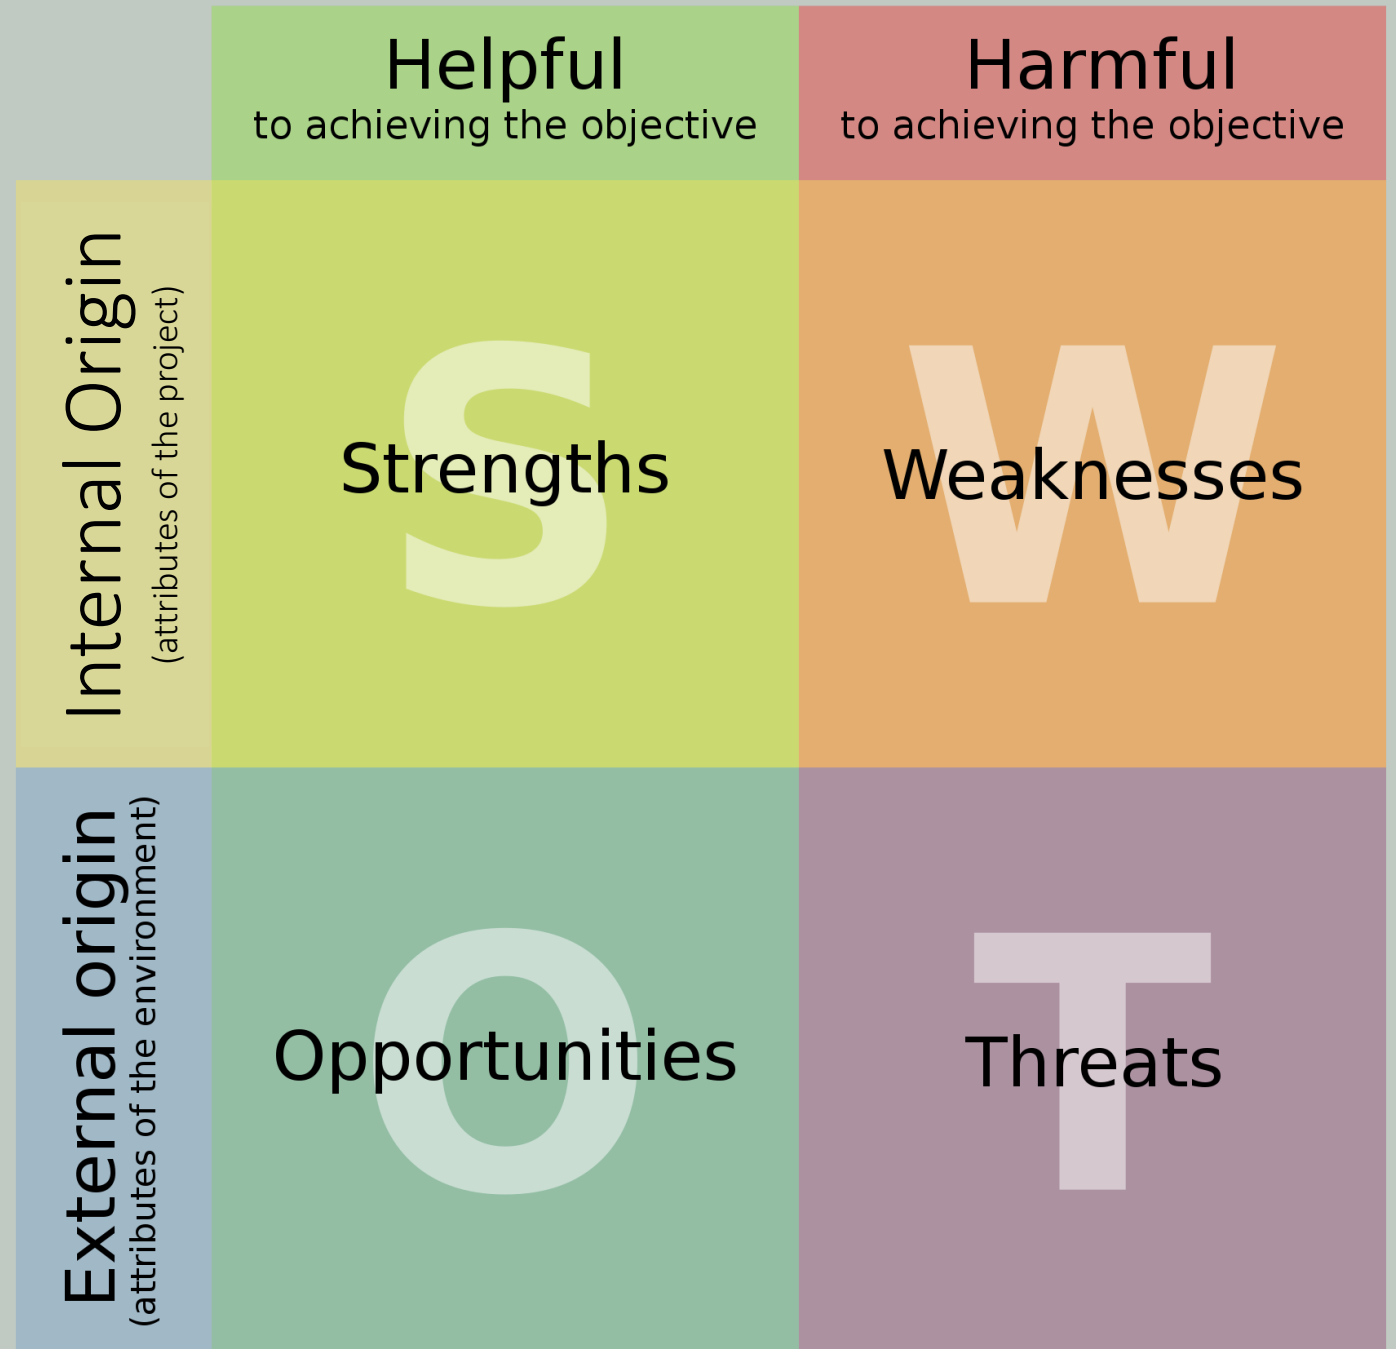 Helpful
to achieving the objective
Harmful
to achieving the objective
Internal Origin
(attributes of the project)
S
Strengths
W
Weaknesses
External origin
(attributes of the environment)
O
Opportunities
T
Threats